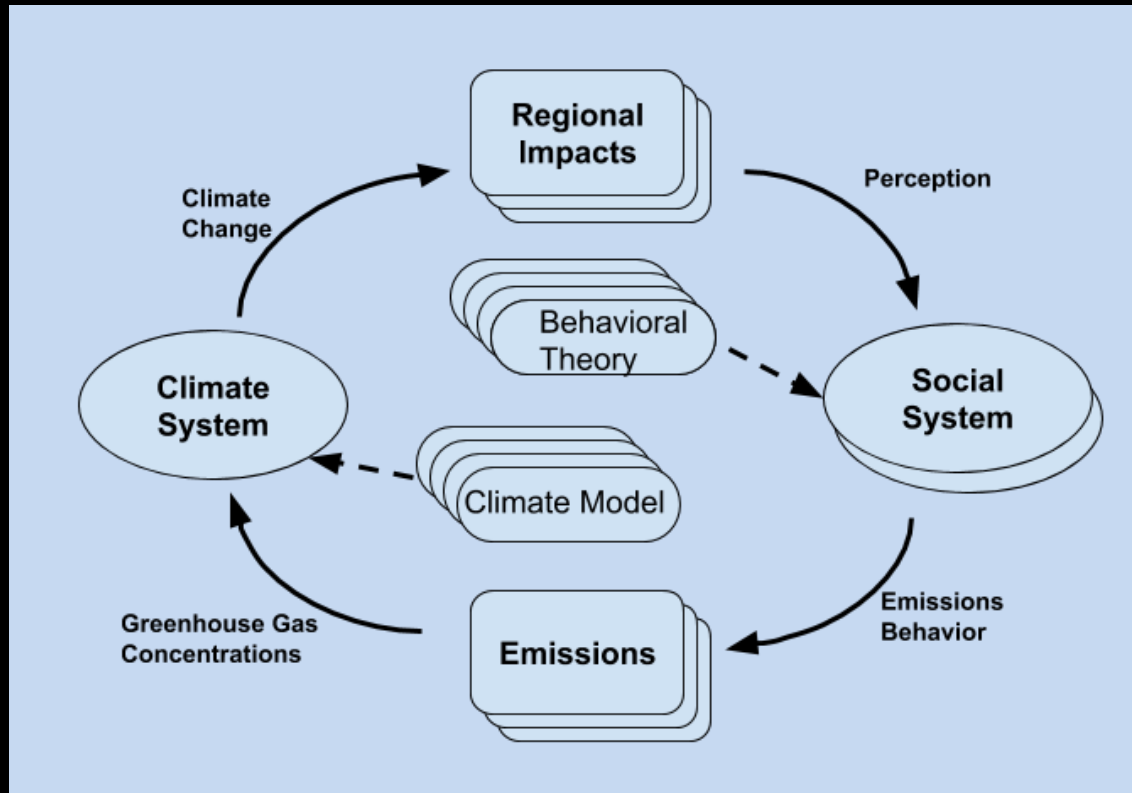 Regional
Impacts
Climate
Change
Perception
Behavioral
Theory
Climate
System
Social
System
Climate Model
Greenhouse Gas
Concentrations
Emissions
Emissions
Behavior